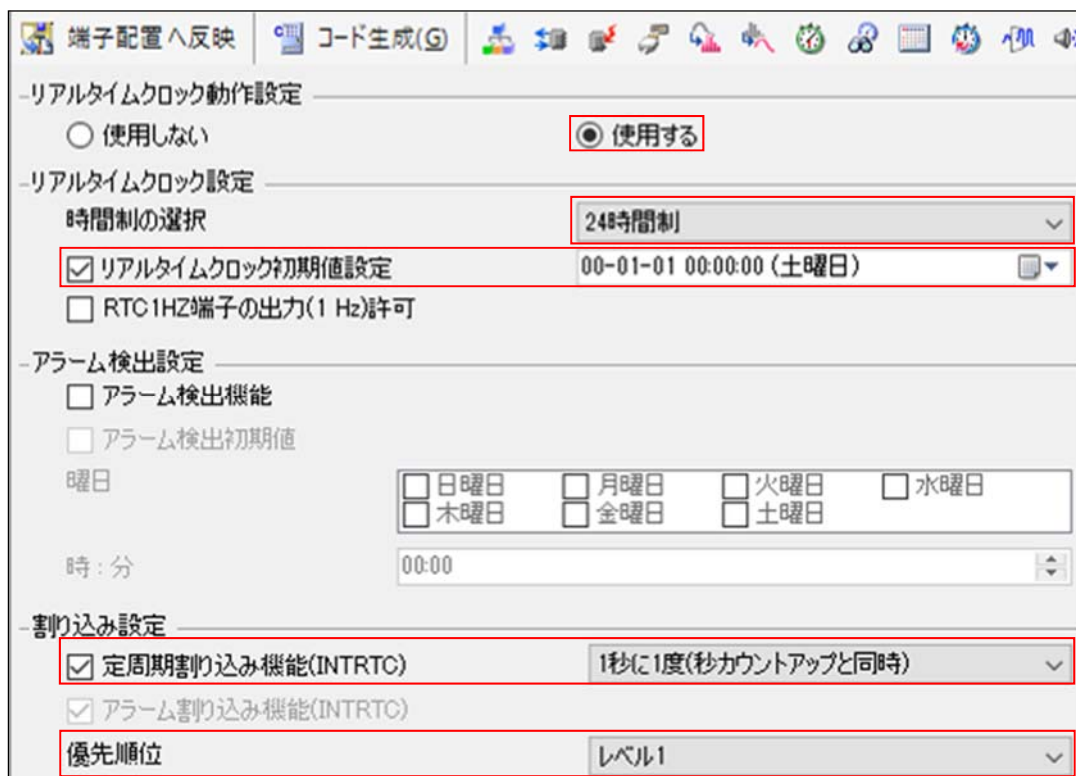 端子配置へ反映 コード生成(G)
リアルタイムクロック動作設定
使用しない 使用する
リアルタイムクロック設定
時間制の選択 24時間制
リアルタイムクロック初期値設定 00-01-01 00:00:00 (土曜日)
RTC1HZ端子の出力(1 Hz)許可
アラーム検出設定
アラーム検出機能
アラーム検出初期値
曜日 日曜日 月曜日 火曜日 水曜日
木曜日 金曜日 土曜日
時 : 分 00:00
割り込み設定
定周期割り込み機能(INTRTC) 1秒に1度(秒カウントアップと同時)
アラーム割り込み機能(INTRTC)
優先順位 レベル1